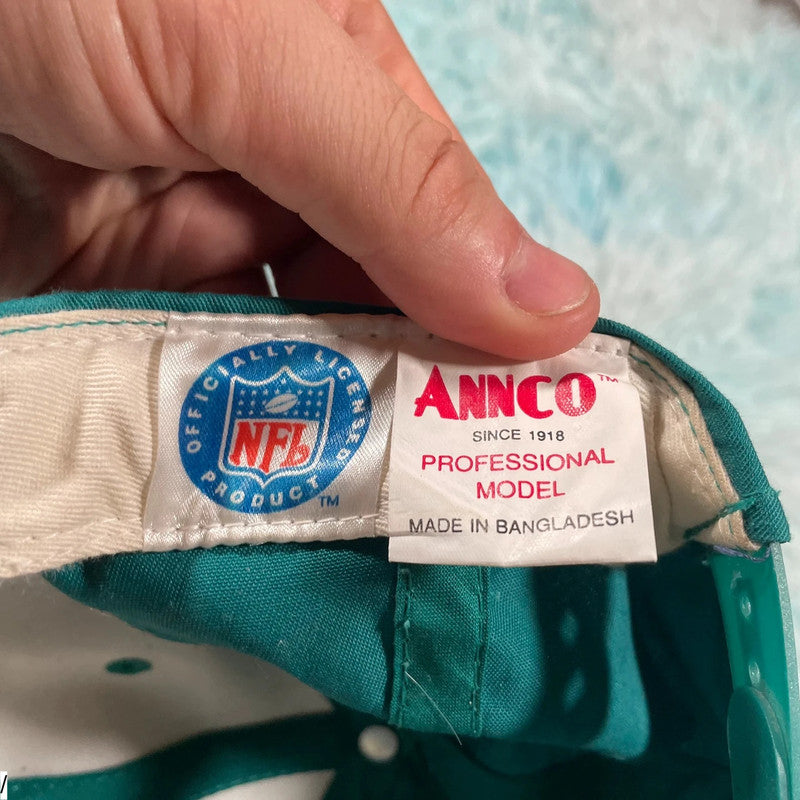 OFFICIALLY LICENSED
NFL
PRODUCT
TM
ANNCO™
SINCE 1918
PROFESSIONAL
MODEL
MADE IN BANGLADESH
/